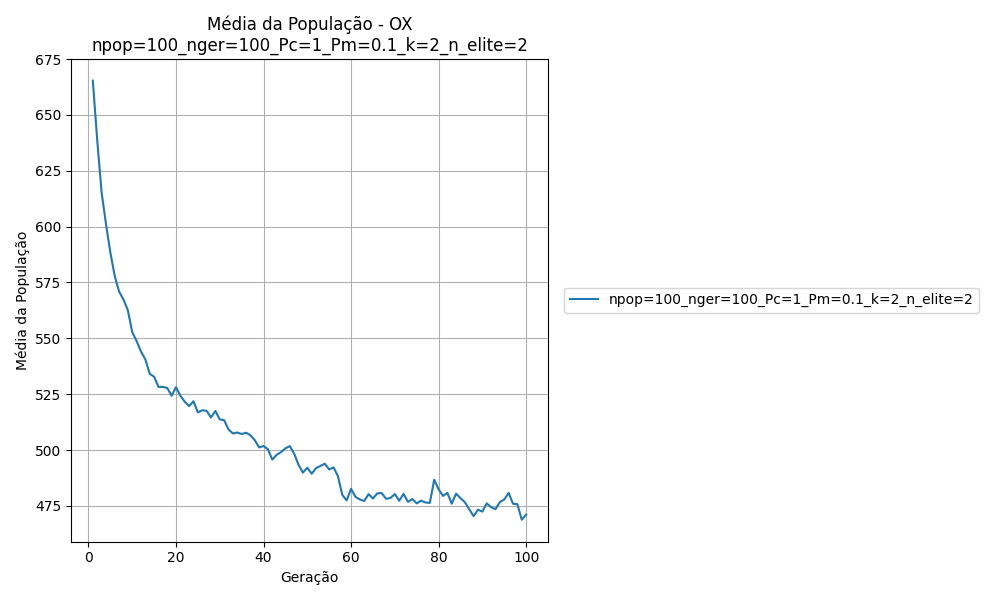 Média da População - OX
npop=100_nger=100_Pc=1_Pm=0.1_k=2_n_elite=2
Média da População
675
650
625
600
575
550
525
500
475
0 20 40 60 80 100
Geração
npop=100_nger=100_Pc=1_Pm=0.1_k=2_n_elite=2